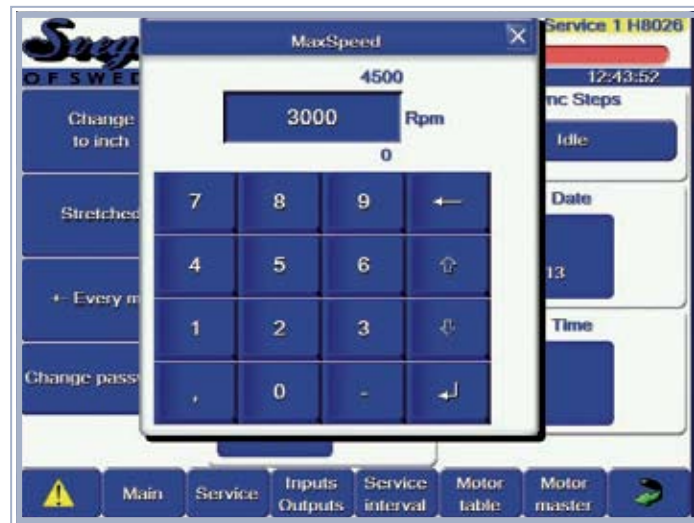 Service 1 H8026
OF SWE
12:43:52
MaxSpeed
4500
3000 Rpm
0
7 8 9
4 5 6
1 2 3
, 0 -
Change
to inch
Stretched
+- Every
Change
nc Steps
Idle
Date
13
Time
Main
Service
Inputs
Outputs
Service
interval
Motor
table
Motor
master